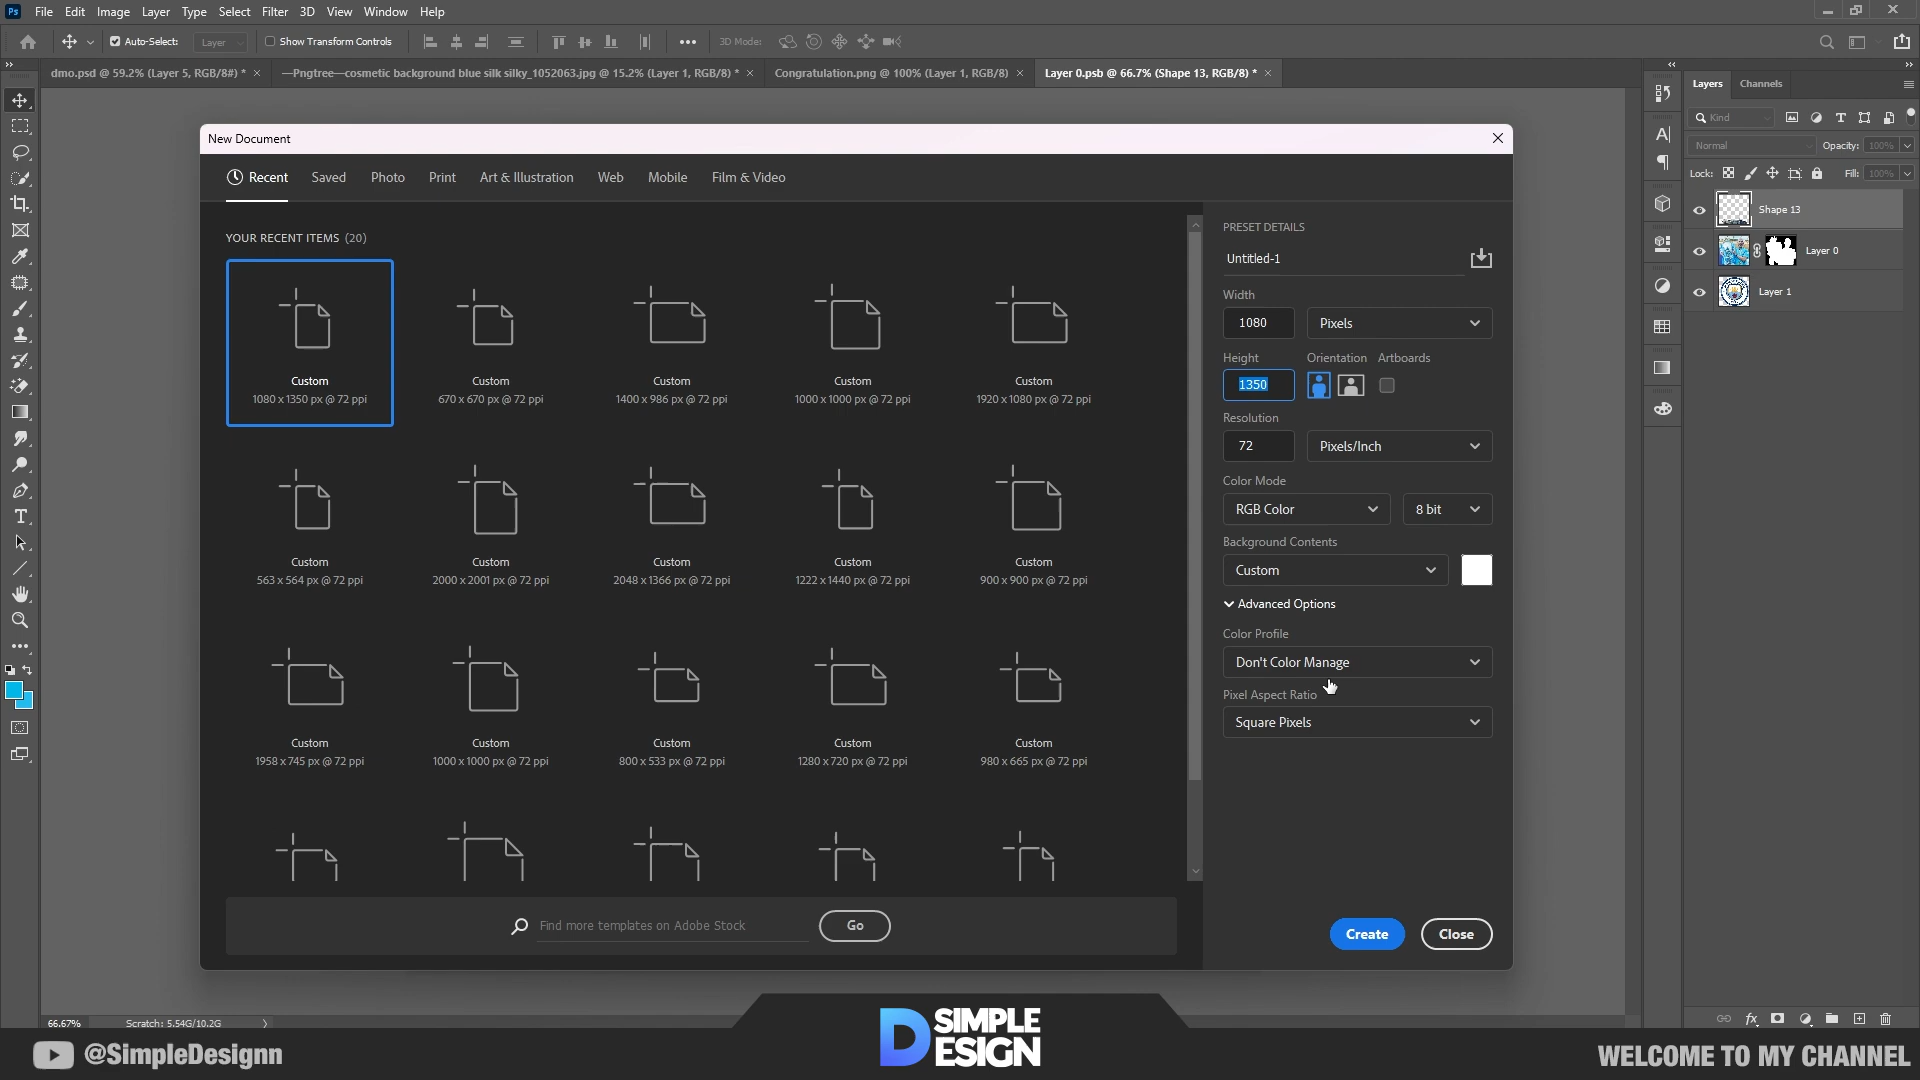 Ps File Edit Image Layer Type Select Filter 3D View Window Help
Auto-Select: Layer Show Transform Controls 3D Mode:
dmo.psd @ 59.2% (Layer 5, RGB/8#) * × —Pngtree—cosmetic background blue silk silky_1052063.jpg @ 15.2% (Layer 1, RGB/8) * × Congratulation.png @ 100% (Layer 1, RGB/8) × Layer 0.psb @ 66.7% (Shape 13, RGB/8) * ×
Layers Channels
Kind
Normal Opacity: 100%
Lock: Fill: 100%
Shape 13
Layer 0
Layer 1
New Document
Recent Saved Photo Print Art & Illustration Web Mobile Film & Video
YOUR RECENT ITEMS (20)
Custom Custom Custom Custom Custom
1080 x 1350 px @ 72 ppi 670 x 670 px @ 72 ppi 1400 x 986 px @ 72 ppi 1000 x 1000 px @ 72 ppi 1920 x 1080 px @ 72 ppi
Custom Custom Custom Custom Custom
563 x 564 px @ 72 ppi 2000 x 2001 px @ 72 ppi 2048 x 1366 px @ 72 ppi 1222 x 1440 px @ 72 ppi 900 x 900 px @ 72 ppi
Custom Custom Custom Custom Custom
1958 x 745 px @ 72 ppi 1000 x 1000 px @ 72 ppi 800 x 533 px @ 72 ppi 1280 x 720 px @ 72 ppi 980 x 665 px @ 72 ppi
Find more templates on Adobe Stock Go
PRESET DETAILS
Untitled-1
Width
1080 Pixels
Height Orientation Artboards
1350
Resolution
72 Pixels/Inch
Color Mode
RGB Color 8 bit
Background Contents
Custom
Advanced Options
Color Profile
Don't Color Manage
Pixel Aspect Ratio
Square Pixels
Create Close
66.67% Scratch: 5.54G/10.2G
@SimpleDesignn
D SIMPLE
ESIGN
WELCOME TO MY CHANNEL